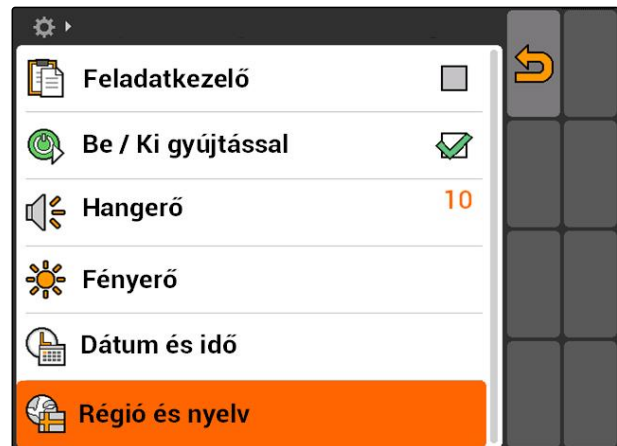 Feladatkezelő
Be / Ki gyújtással
Hangerő 10
Fényerő
Dátum és idő
Régió és nyelv